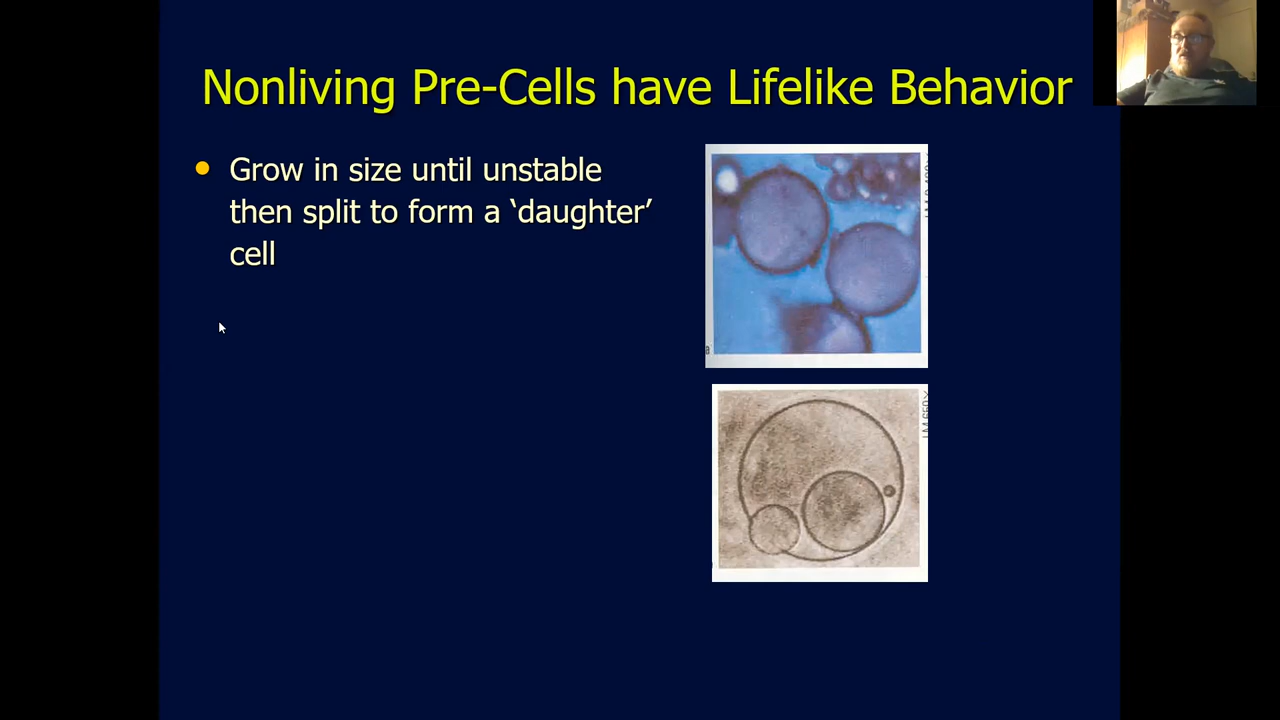 Nonliving Pre-Cells have Lifelike Behavior
Grow in size until unstable
then split to form a ‘daughter’
cell
a